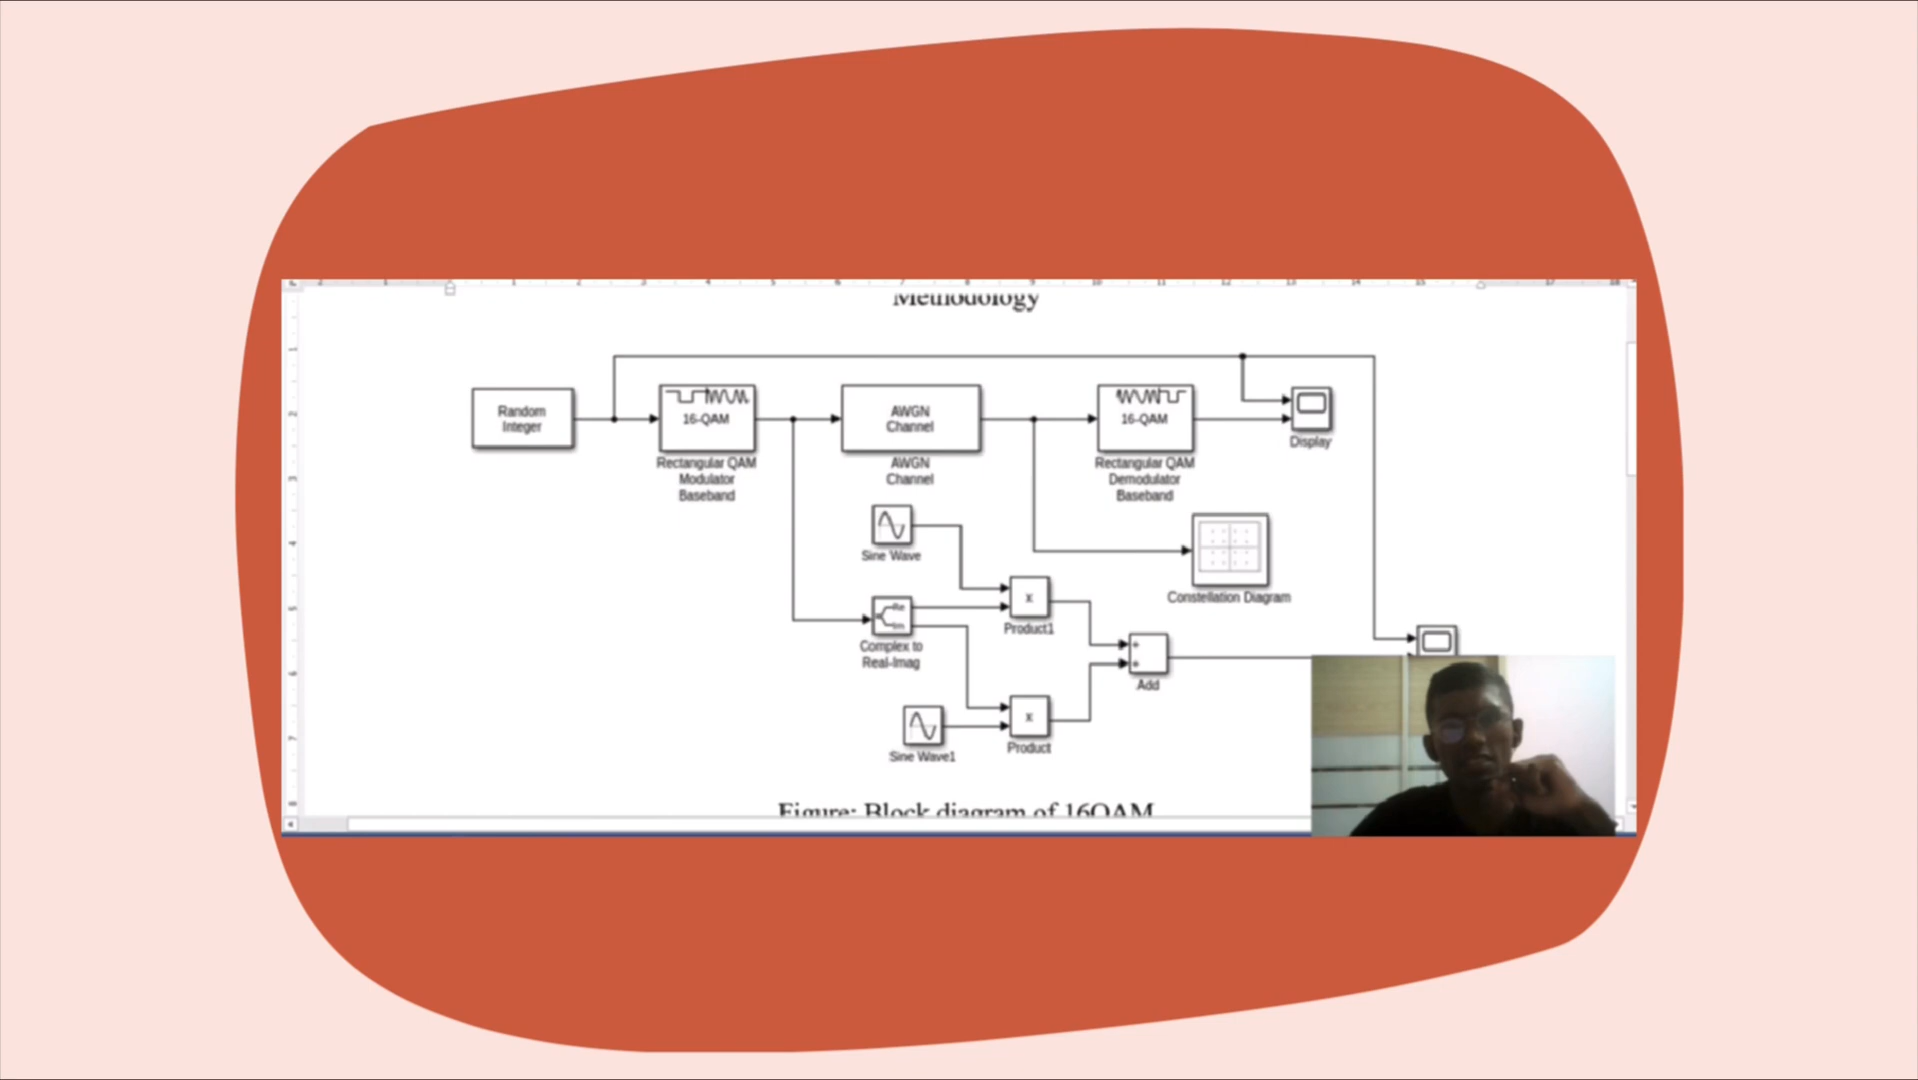 Methodology
Random
Integer
16-QAM
Rectangular QAM
Modulator
Baseband
AWGN
Channel
AWGN
Channel
16-QAM
Rectangular QAM
Demodulator
Baseband
Display
Sine Wave
Constellation Diagram
x
Product1
Re
Im
Complex to
Real-Imag
+
+
Add
x
Product
Sine Wave1
Figure: Block diagram of 16QAM